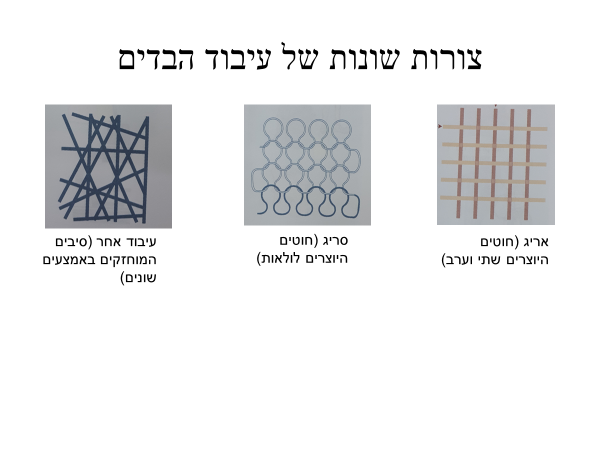 צורות שונות של עיבוד הבדים
אריג (חוטים
היוצרים שתי וערב)
סריג (חוטים
היוצרים לולאות)
עיבוד אחר (סיבים
המוחזקים באמצעים
שונים)